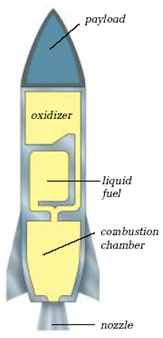 payload
oxidizer
liquid
fuel
combustion
chamber
nozzle